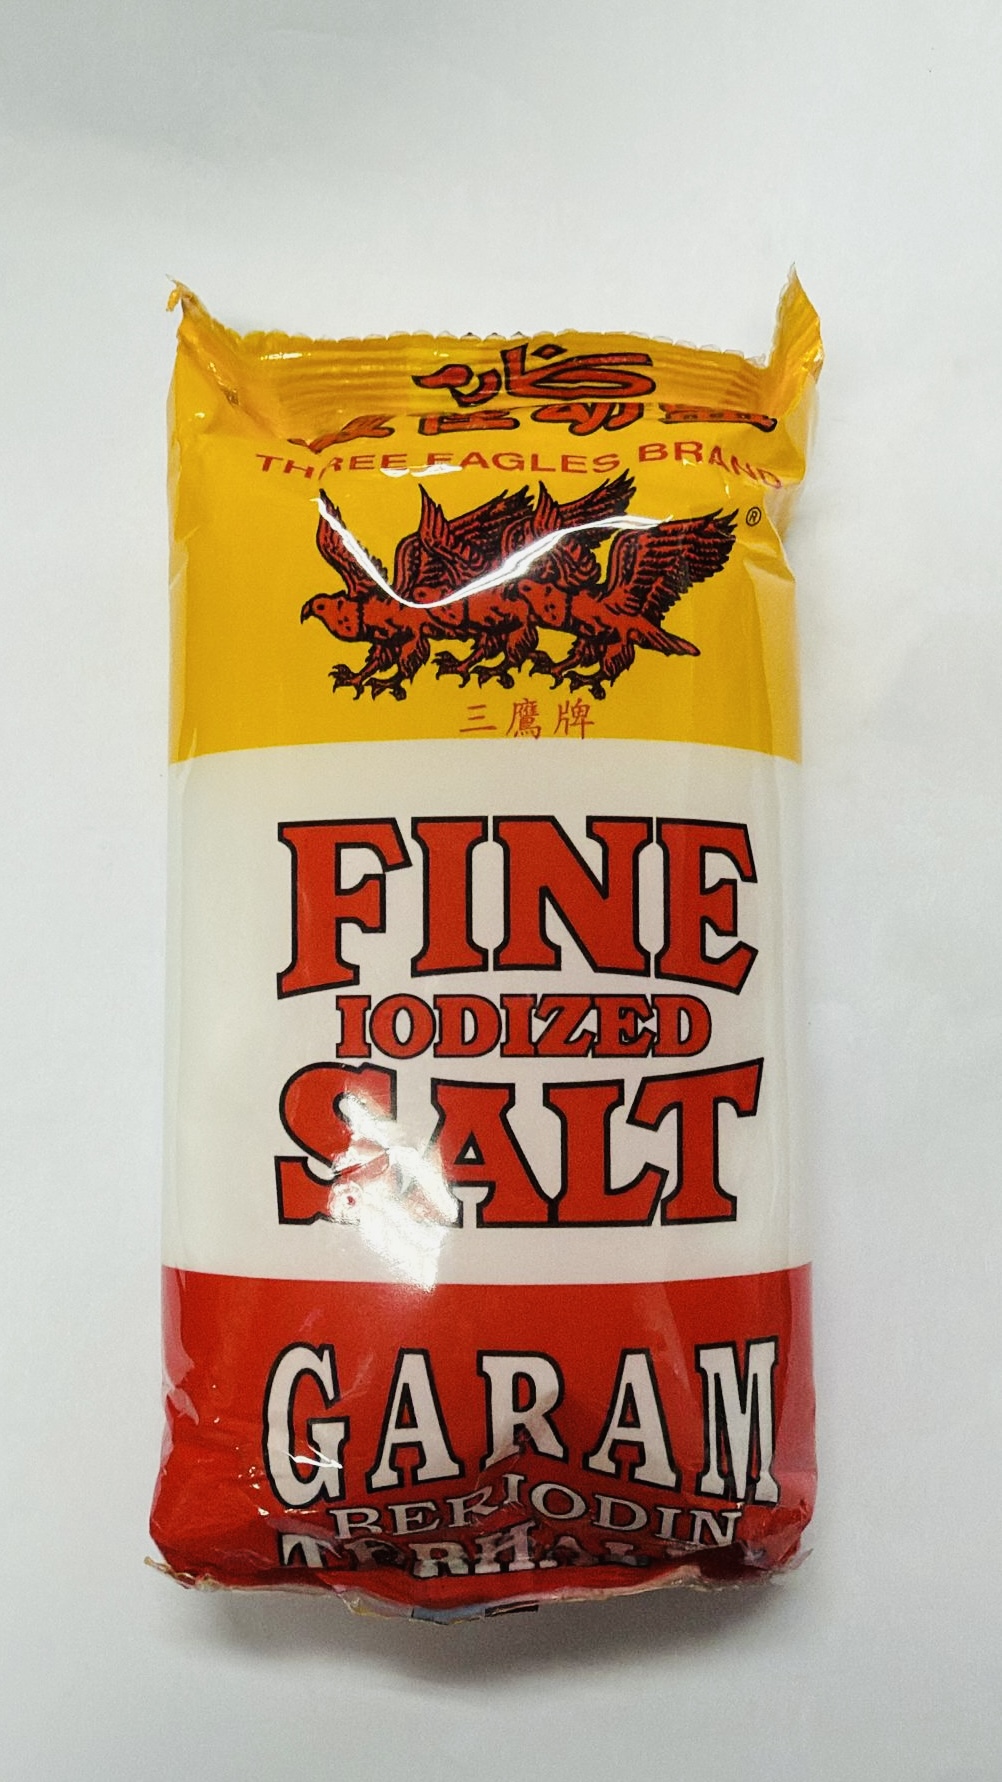 THREE EAGLES BRAND
®
三鷹牌
FINE
IODIZED
SALT
GARAM
BERIODIN